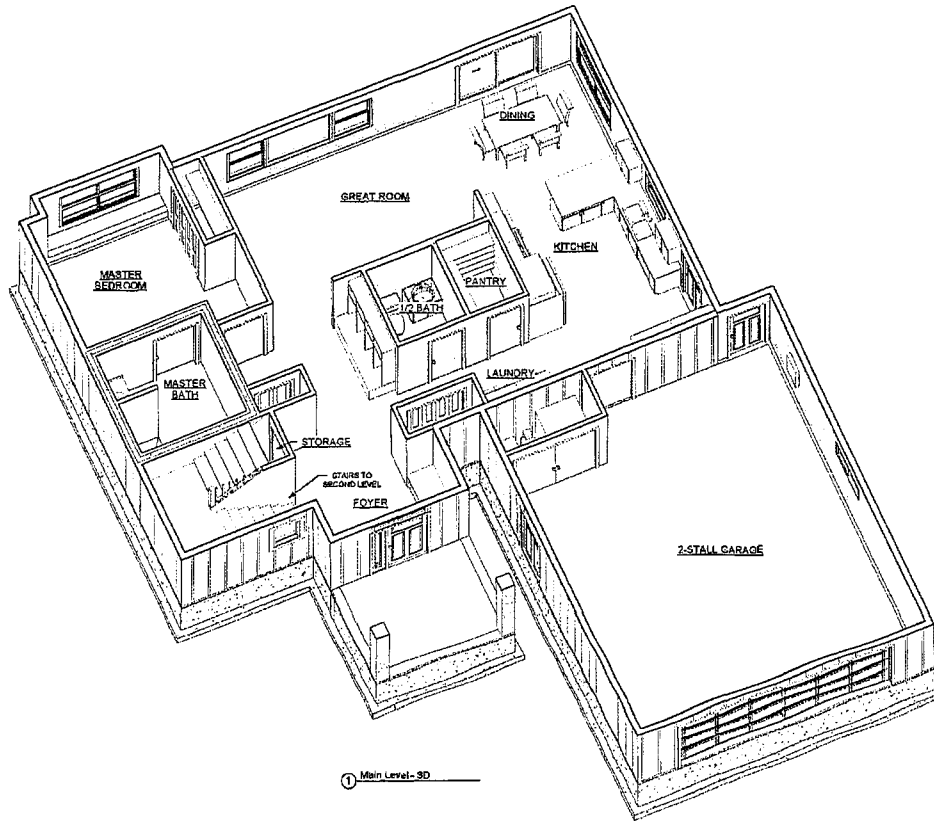 DINING
GREAT ROOM
KITCHEN
MASTER
BEDROOM
PANTRY
1/2 BATH
LAUNDRY
MASTER
BATH
STORAGE
STAIRS TO
SECOND LEVEL
FOYER
2-STALL GARAGE
1 Main Level - 3D